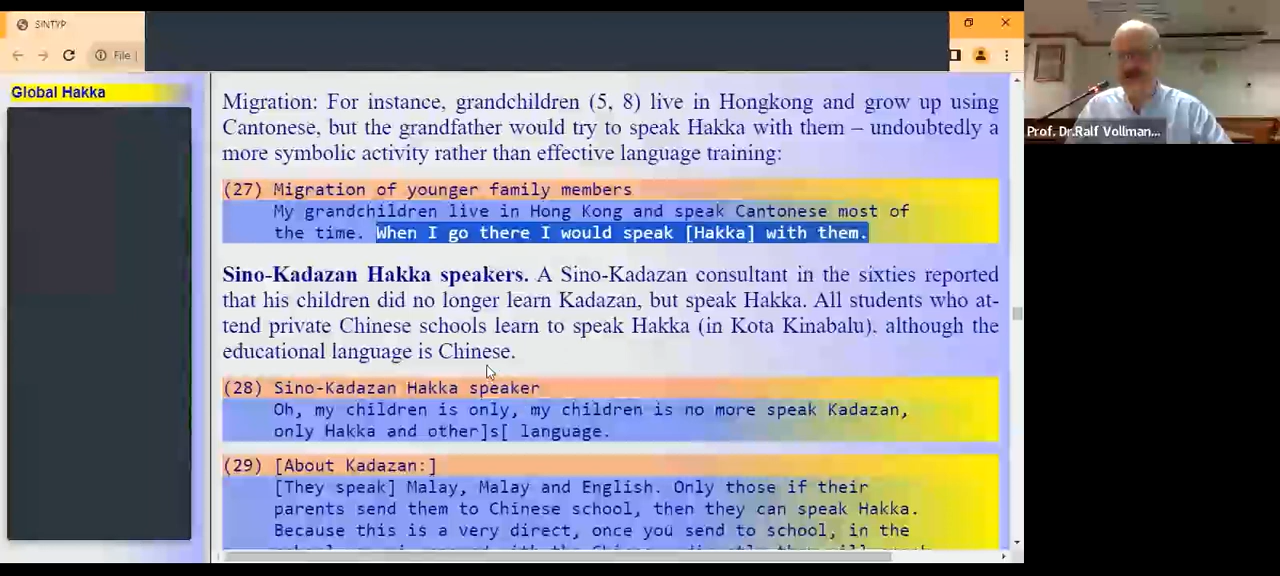 SINTYP
File
Global Hakka
Migration: For instance, grandchildren (5, 8) live in Hongkong and grow up using
Cantonese, but the grandfather would try to speak Hakka with them – undoubtedly a
more symbolic activity rather than effective language training:
(27) Migration of younger family members
My grandchildren live in Hong Kong and speak Cantonese most of
the time. When I go there I would speak [Hakka] with them.
Sino-Kadazan Hakka speakers. A Sino-Kadazan consultant in the sixties reported
that his children did no longer learn Kadazan, but speak Hakka. All students who at-
tend private Chinese schools learn to speak Hakka (in Kota Kinabalu). although the
educational language is Chinese.
(28) Sino-Kadazan Hakka speaker
Oh, my children is only, my children is no more speak Kadazan,
only Hakka and other]s[ language.
(29) [About Kadazan:]
[They speak] Malay, Malay and English. Only those if their
parents send them to Chinese school, then they can speak Hakka.
Because this is a very direct, once you send to school, in the
Prof. Dr.Ralf Vollman...